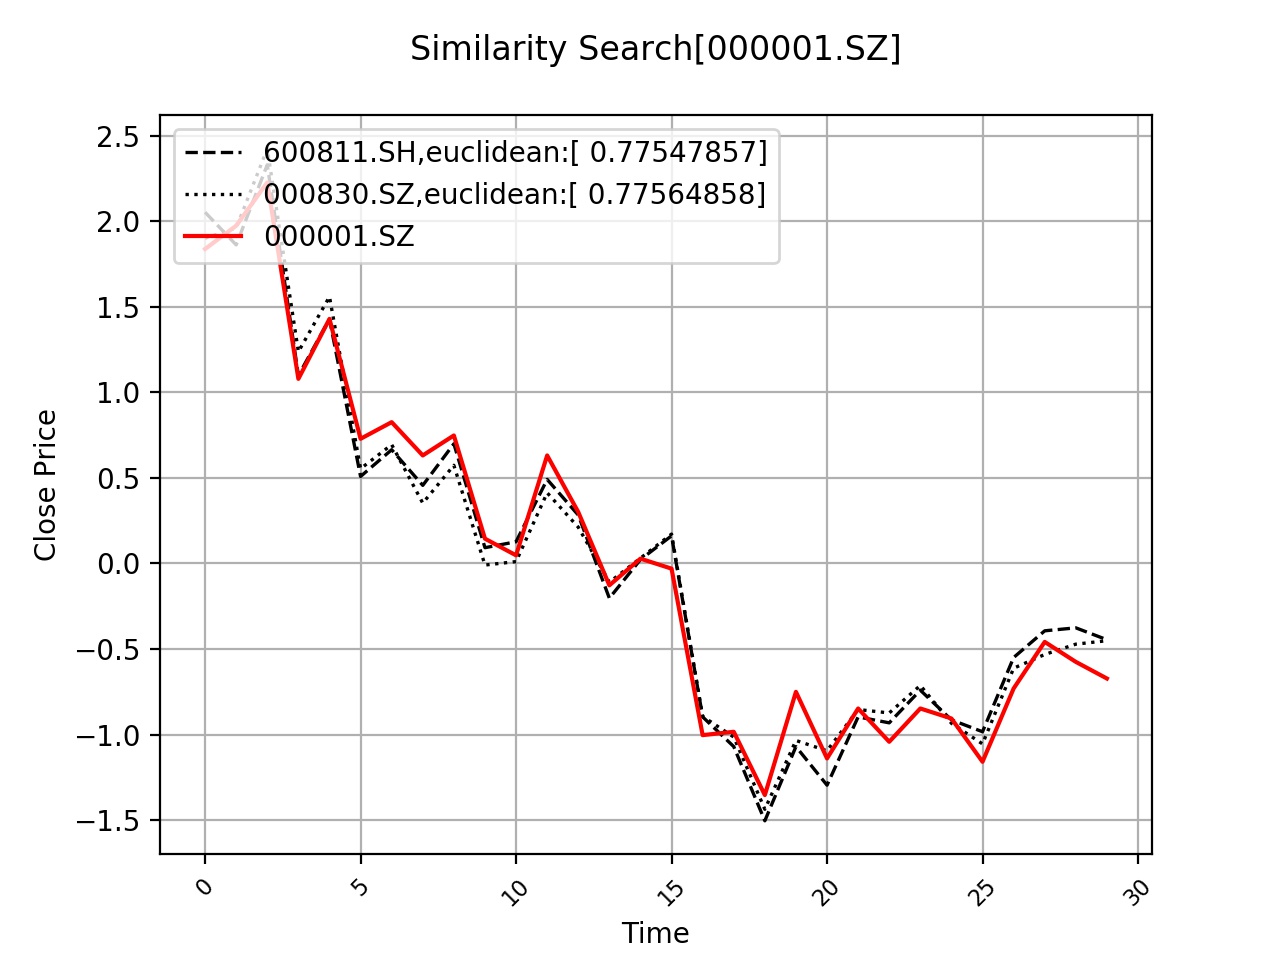 Similarity Search[000001.SZ]
600811.SH,euclidean:[ 0.77547857]
000830.SZ,euclidean:[ 0.77564858]
000001.SZ
Close Price
2.5
2.0
1.5
1.0
0.5
0.0
−0.5
−1.0
−1.5
0 5 10 15 20 25 30
Time